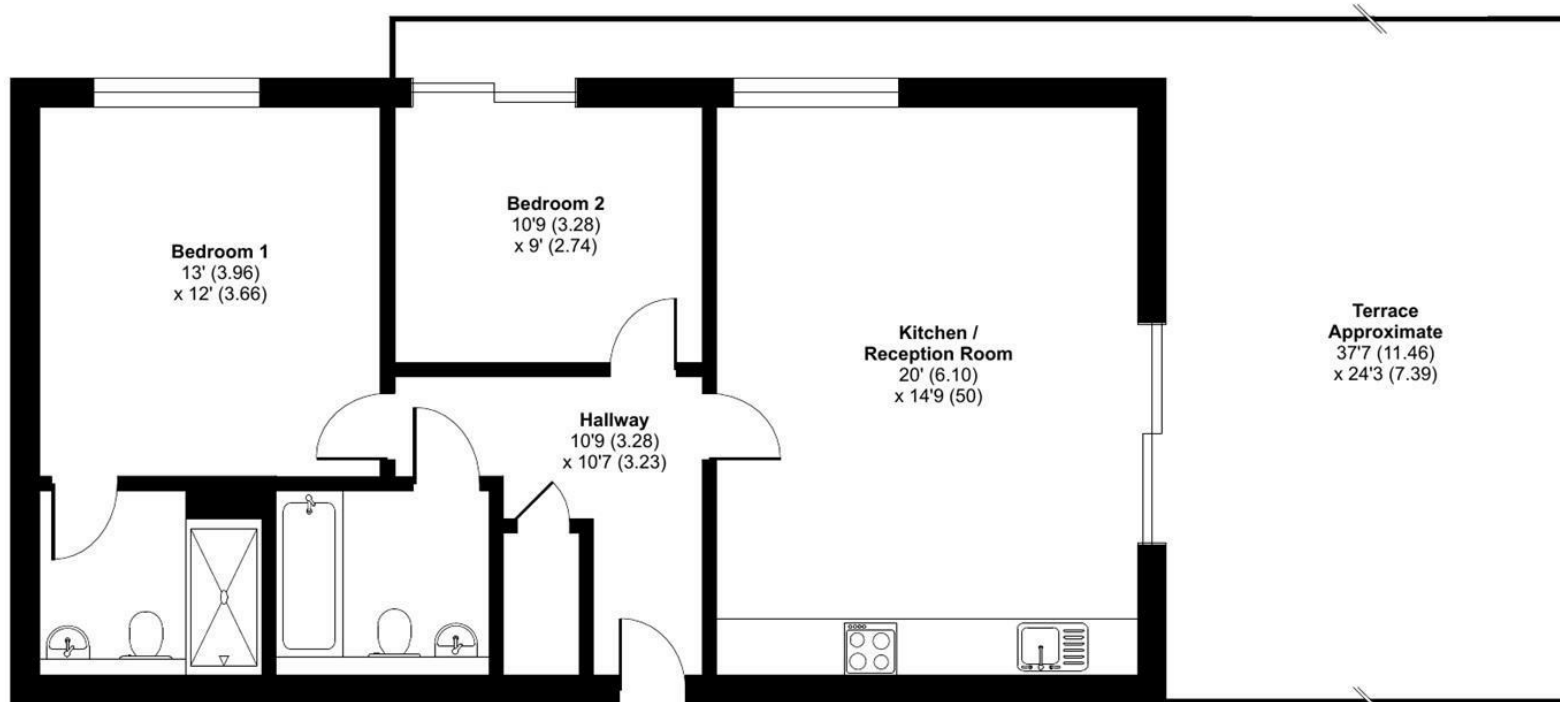 Bedroom 1
13' (3.96)
x 12' (3.66)
Bedroom 2
10'9 (3.28)
x 9' (2.74)
Hallway
10'9 (3.28)
x 10'7 (3.23)
Kitchen /
Reception Room
20' (6.10)
x 14'9 (50)
Terrace
Approximate
37'7 (11.46)
x 24'3 (7.39)